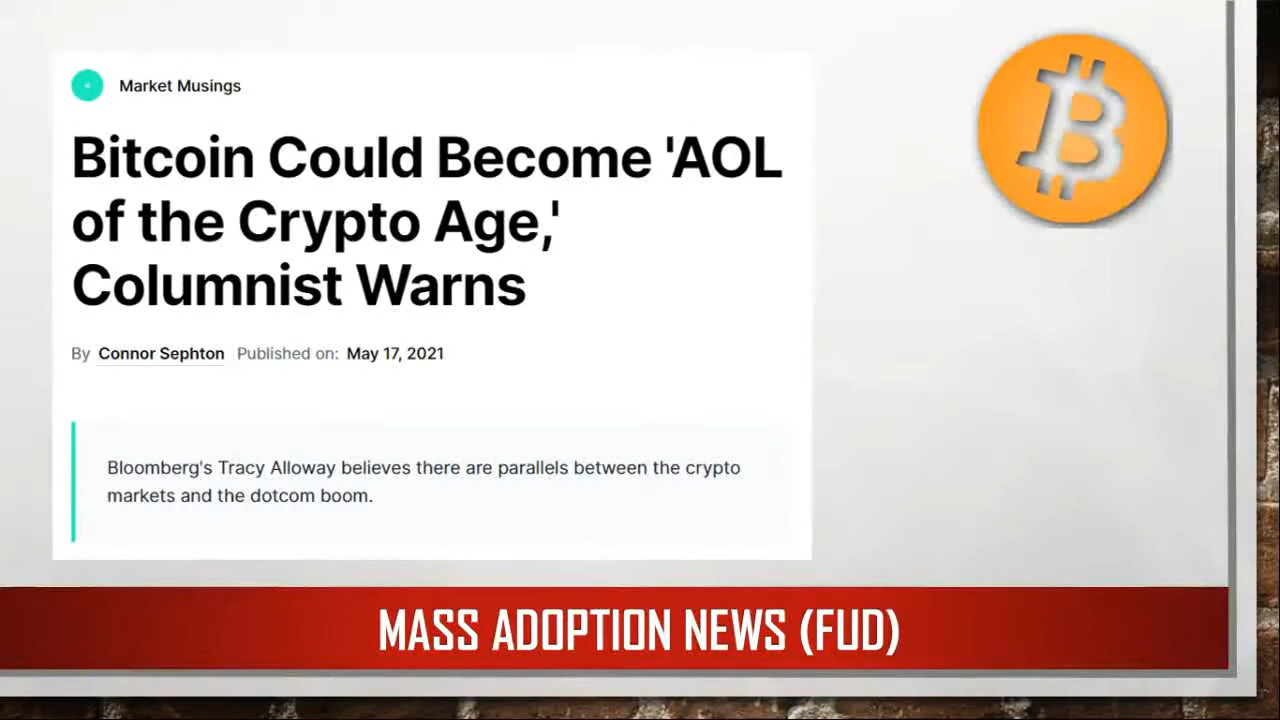 Market Musings
Bitcoin Could Become 'AOL
of the Crypto Age,'
Columnist Warns
By Connor Sephton Published on: May 17, 2021
Bloomberg's Tracy Alloway believes there are parallels between the crypto
markets and the dotcom boom.
MASS ADOPTION NEWS (FUD)